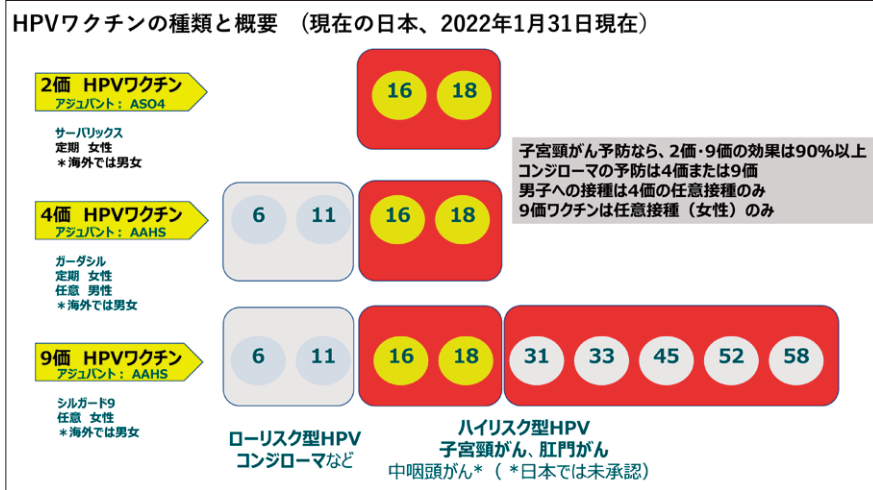 HPVワクチンの種類と概要 （現在の日本、2022年1月31日現在）
2価 HPVワクチン
アジュバント： ASO4
サーバリックス
定期 女性
＊海外では男女
16 18
子宮頸がん予防なら、2価・9価の効果は90%以上
コンジローマの予防は4価または9価
男子への接種は4価の任意接種のみ
9価ワクチンは任意接種（女性）のみ
4価 HPVワクチン
アジュバント： AAHS
ガーダシル
定期 女性
任意 男性
＊海外では男女
6 11 16 18
9価 HPVワクチン
アジュバント： AAHS
シルガード9
任意 女性
＊海外では男女
6 11 16 18 31 33 45 52 58
ローリスク型HPV
コンジローマなど
ハイリスク型HPV
子宮頸がん、肛門がん
中咽頭がん* （ *日本では未承認）